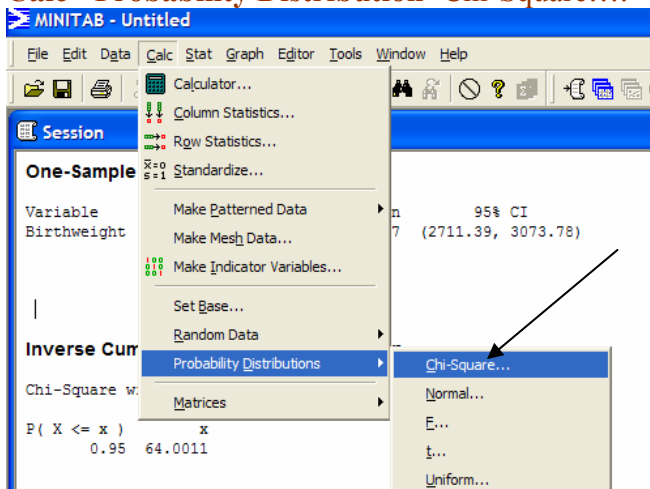 Calc Probability Distribution Chi-Square....
MINITAB - Untitled
File Edit Data Calc Stat Graph Editor Tools Window Help
Calculator...
Column Statistics...
Row Statistics...
Standardize...
Make Patterned Data
Make Mesh Data...
Make Indicator Variables...
Set Base...
Random Data
Probability Distributions
Matrices
Chi-Square...
Normal...
F...
t...
Uniform...
Session
One-Sample
Variable n 95% CI
Birthweight 7 (2711.39, 3073.78)
Inverse Cum
Chi-Square w
P( X <= x ) x
0.95 64.0011